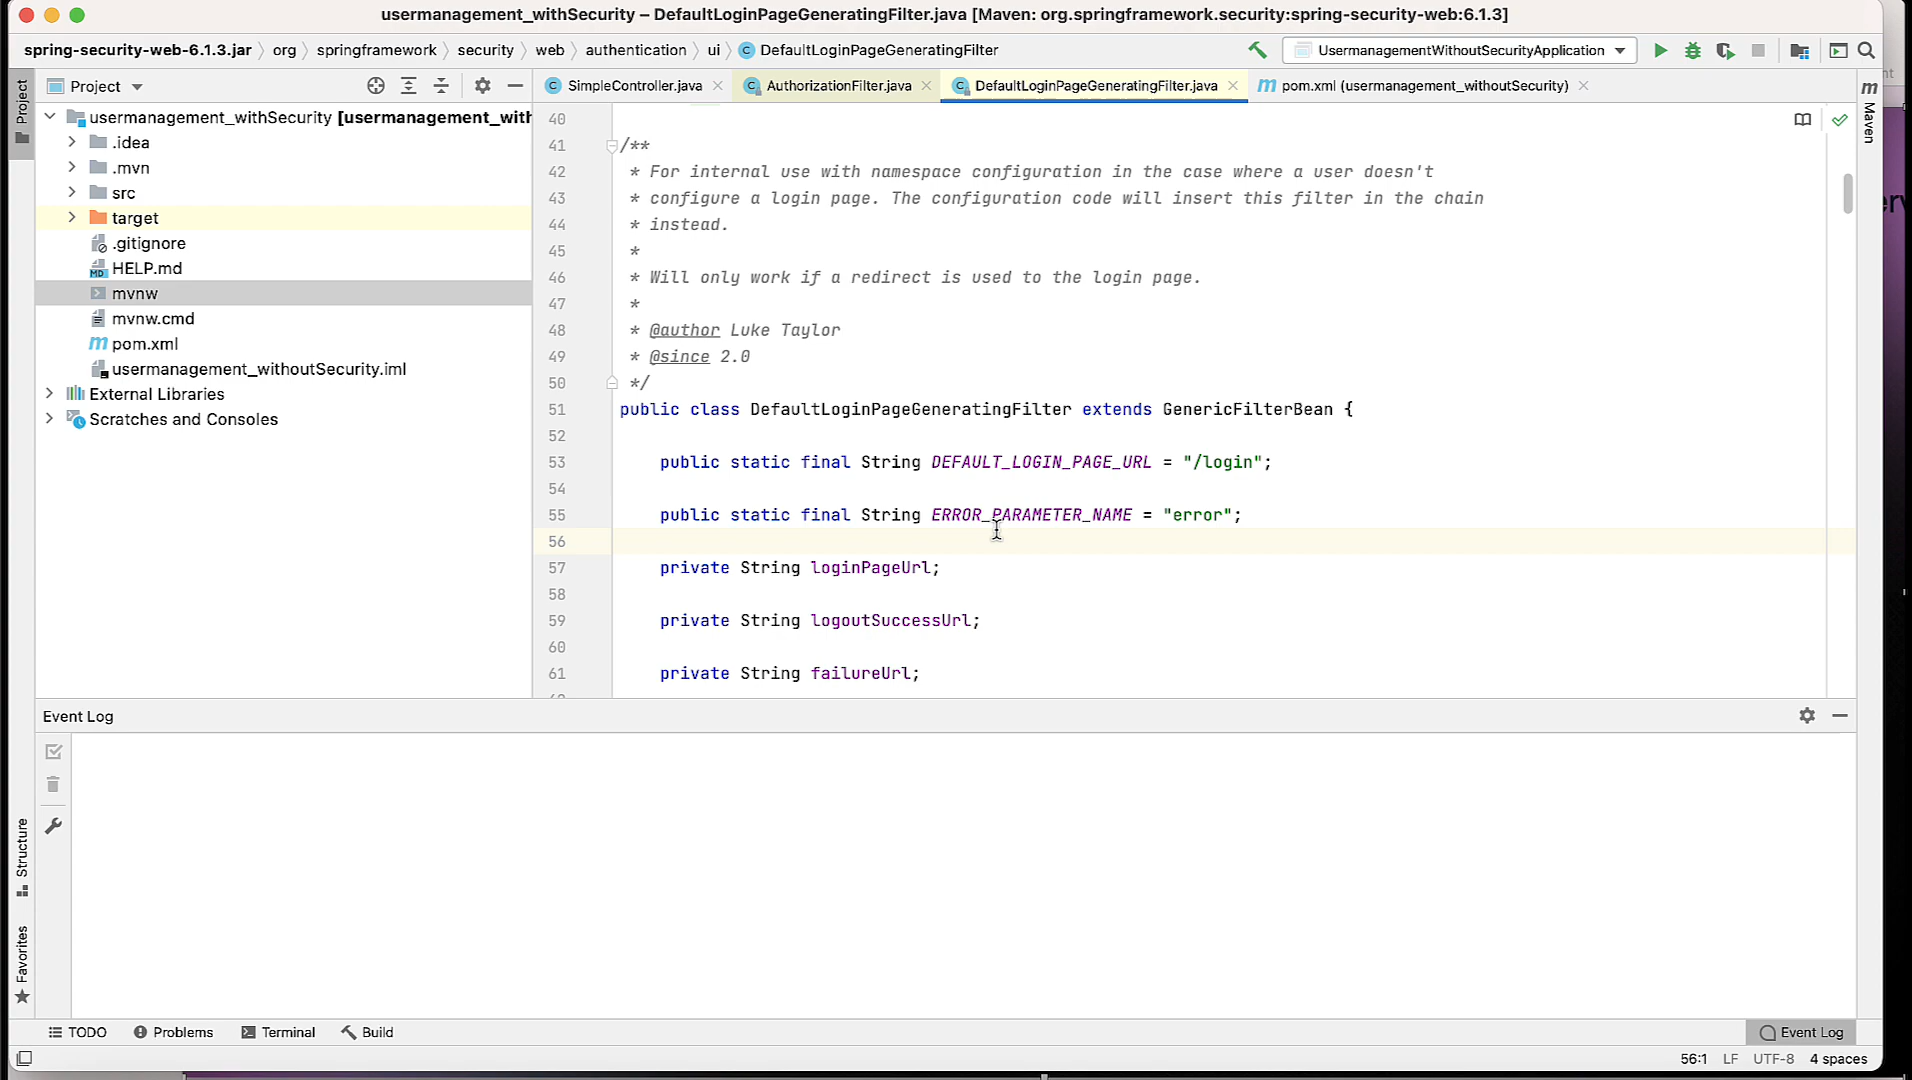 usermanagement_withSecurity – DefaultLoginPageGeneratingFilter.java [Maven: org.springframework.security:spring-security-web:6.1.3]
spring-security-web-6.1.3.jar org springframework security web authentication ui DefaultLoginPageGeneratingFilter UsermanagementWithoutSecurityApplication
Project
Project
SimpleController.java AuthorizationFilter.java DefaultLoginPageGeneratingFilter.java pom.xml (usermanagement_withoutSecurity)
Maven
usermanagement_withSecurity [usermanagement_with
.idea
.mvn
src
target
.gitignore
HELP.md
mvnw
mvnw.cmd
pom.xml
usermanagement_withoutSecurity.iml
External Libraries
Scratches and Consoles
40
41 /**
42 * For internal use with namespace configuration in the case where a user doesn't
43 * configure a login page. The configuration code will insert this filter in the chain
44 * instead.
45 *
46 * Will only work if a redirect is used to the login page.
47 *
48 * @author Luke Taylor
49 * @since 2.0
50 */
51 public class DefaultLoginPageGeneratingFilter extends GenericFilterBean {
52
53 public static final String DEFAULT_LOGIN_PAGE_URL = "/login";
54
55 public static final String ERROR_PARAMETER_NAME = "error";
56
57 private String loginPageUrl;
58
59 private String logoutSuccessUrl;
60
61 private String failureUrl;
Event Log
Structure
Favorites
TODO Problems Terminal Build Event Log
56:1 LF UTF-8 4 spaces